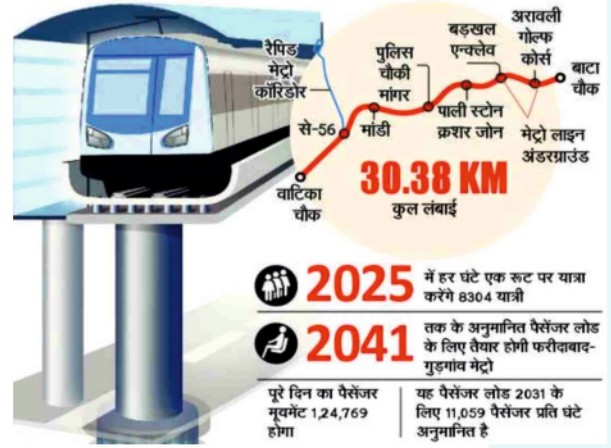 रैपिड
मेट्रो
कॉरिडोर
से-56
वाटिका
चौक
मांडी
पुलिस
चौकी
मांगर
पाली स्टोन
क्रशर जोन
बड़खल
एन्क्लेव
अरावली
गोल्फ
कोर्स
बाटा
चौक
मेट्रो लाइन
अंडरग्राउंड
30.38 KM
कुल लंबाई
2025 में हर घंटे एक रूट पर यात्रा
करेंगे 8304 यात्री
2041 तक के अनुमानित पैसेंजर लोड
के लिए तैयार होगी फरीदाबाद-
गुड़गांव मेट्रो
पूरे दिन का पैसेंजर
मूवमेंट 1,24,769
होगा
यह पैसेंजर लोड 2031 के
लिए 11,059 पैसेंजर प्रति घंटे
अनुमानित है